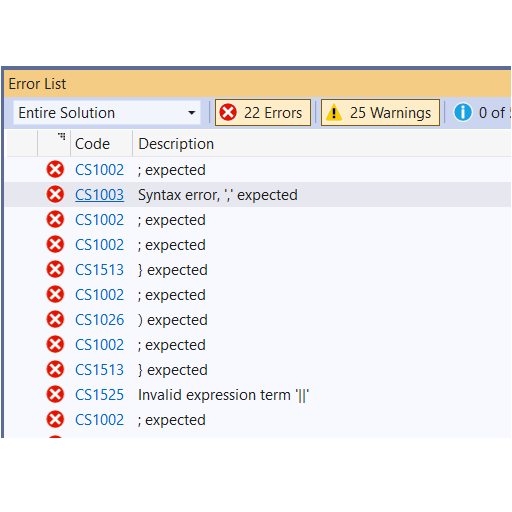 Error List
Entire Solution 22 Errors 25 Warnings 0 of
Code Description
CS1002 ; expected
CS1003 Syntax error, ',' expected
CS1002 ; expected
CS1002 ; expected
CS1513 } expected
CS1002 ; expected
CS1026 ) expected
CS1002 ; expected
CS1513 } expected
CS1525 Invalid expression term '||'
CS1002 ; expected